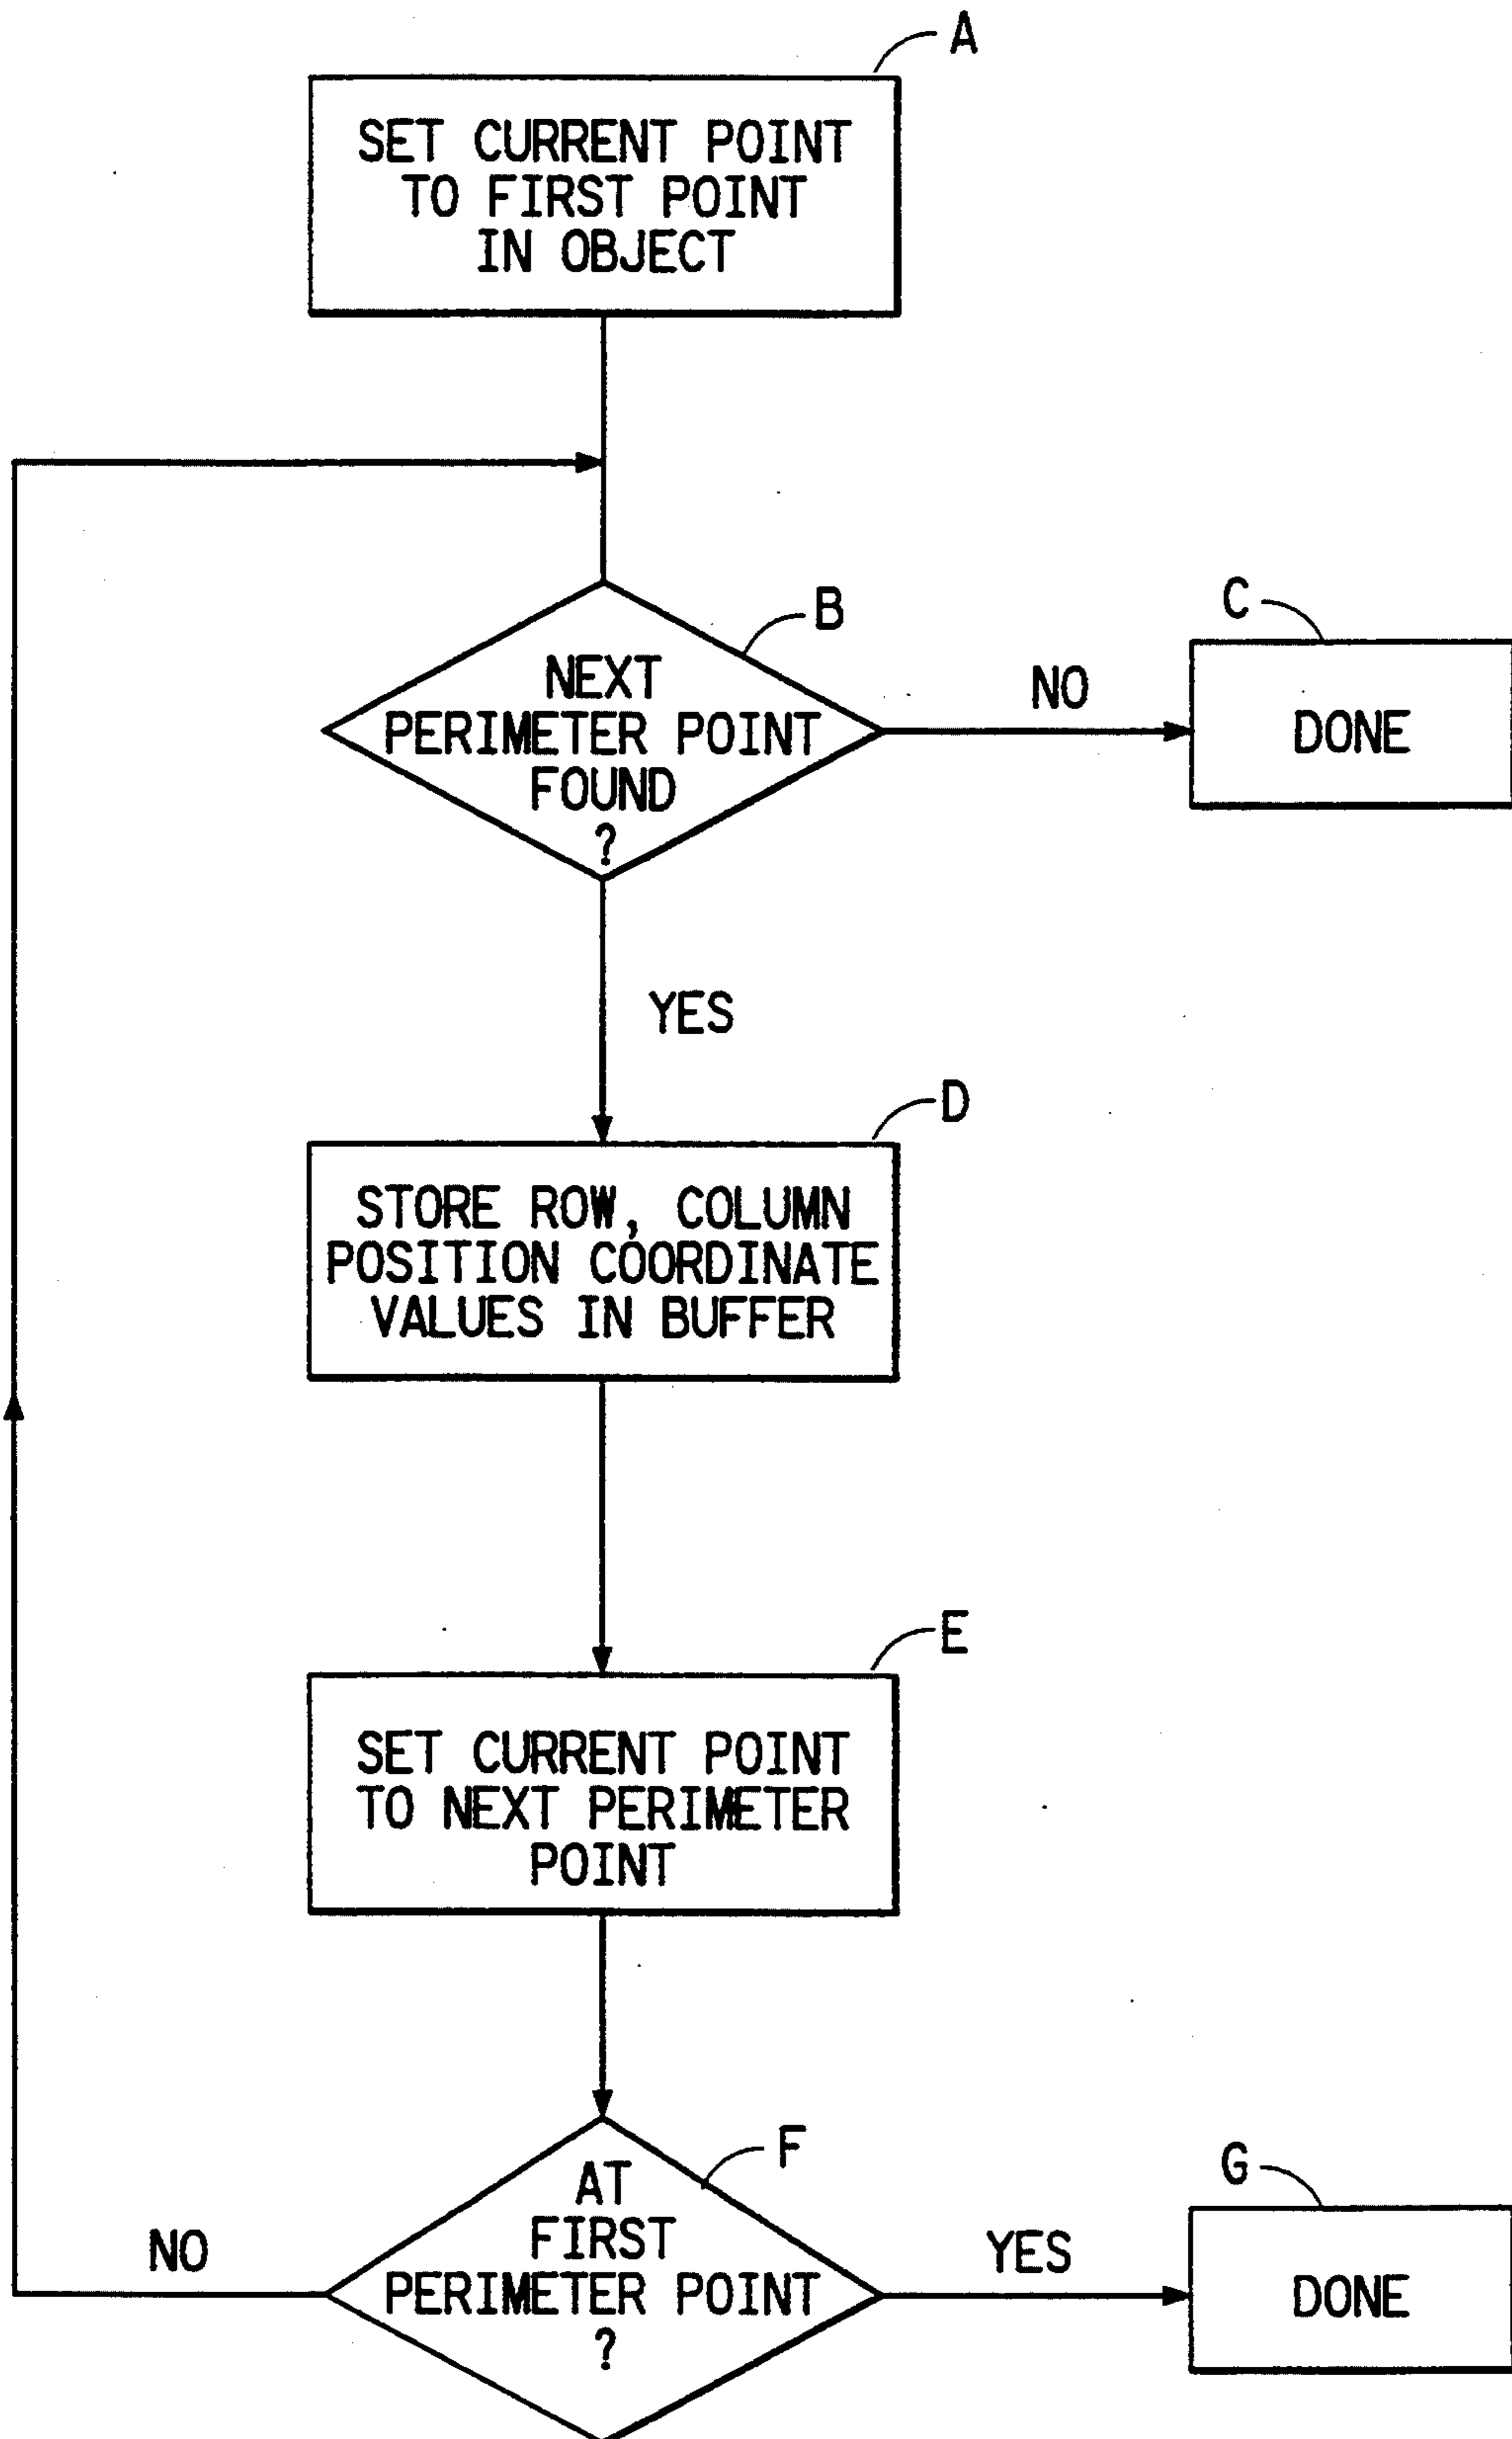 A
SET CURRENT POINT
TO FIRST POINT
IN OBJECT
B
NEXT
PERIMETER POINT
FOUND
?
NO
C
DONE
YES
D
STORE ROW, COLUMN
POSITION COORDINATE
VALUES IN BUFFER
E
SET CURRENT POINT
TO NEXT PERIMETER
POINT
F
AT
FIRST
PERIMETER POINT
?
NO
YES
G
DONE